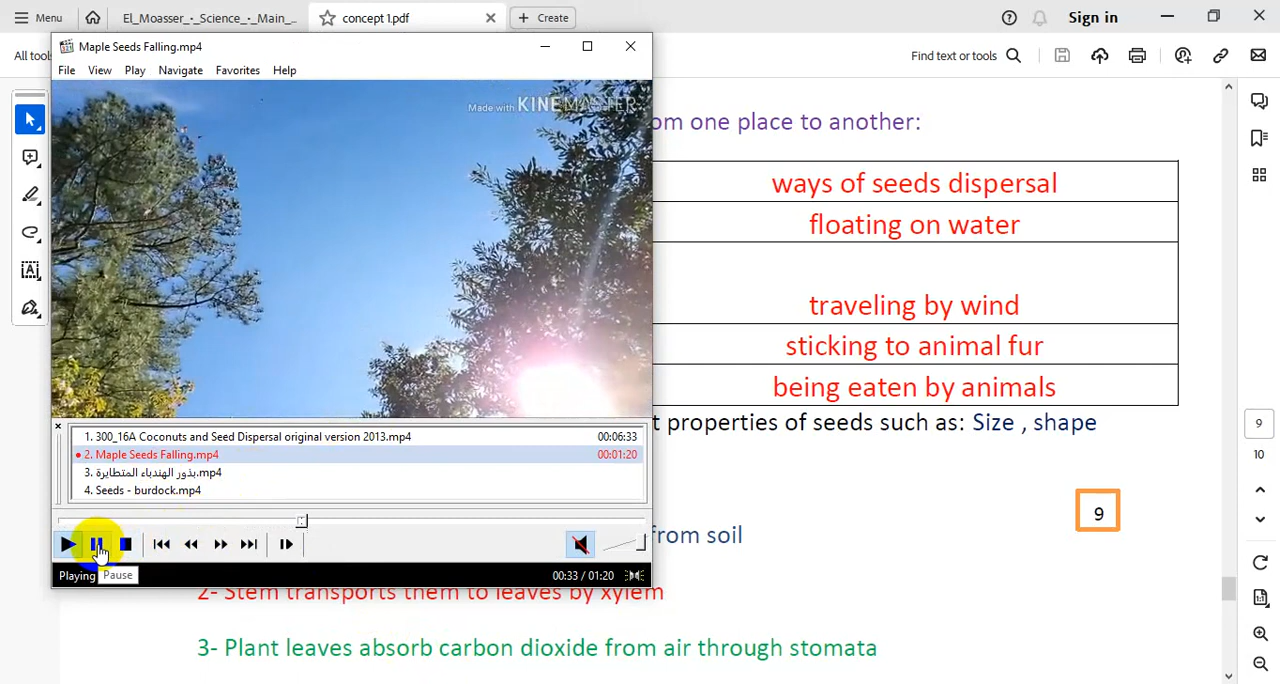 Menu
El_Moasser_-_Science_-_Main_...
concept 1.pdf
Create
Sign in
All tools
Find text or tools
Maple Seeds Falling.mp4
File View Play Navigate Favorites Help
Made with KINEMASTER
om one place to another:
ways of seeds dispersal
floating on water
traveling by wind
sticking to animal fur
being eaten by animals
t properties of seeds such as: Size , shape
1. 300_16A Coconuts and Seed Dispersal original version 2013.mp4 00:06:33
2. Maple Seeds Falling.mp4 00:01:20
3. بذور الهندباء المتطايرة.mp4
4. Seeds - burdock.mp4
9
10
9
from soil
Playing
Pause
00:33 / 01:20
2- Stem transports them to leaves by xylem
3- Plant leaves absorb carbon dioxide from air through stomata